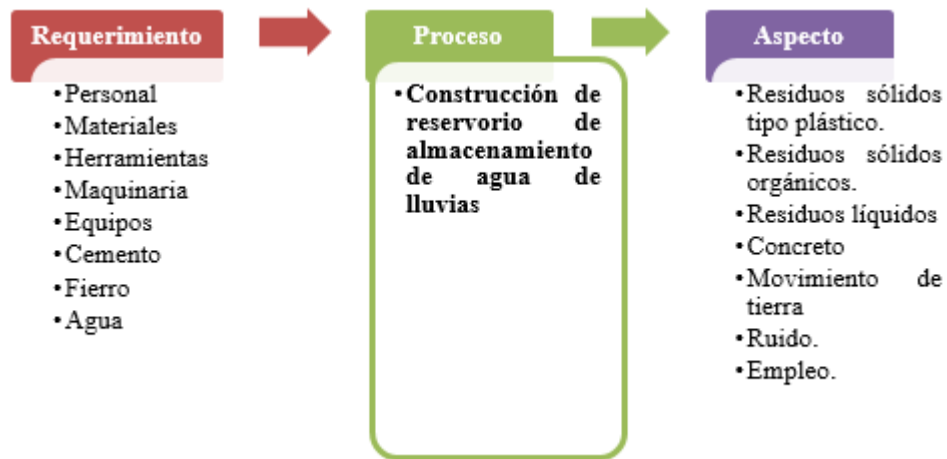 Requerimiento
•Personal
•Materiales
•Herramientas
•Maquinaria
•Equipos
•Cemento
•Fierro
•Agua
Proceso
•Construcción de
reservorio de
almacenamiento
de agua de
lluvias
Aspecto
•Residuos sólidos
tipo plástico.
•Residuos sólidos
orgánicos.
•Residuos líquidos
•Concreto
•Movimiento de
tierra
•Ruido.
•Empleo.